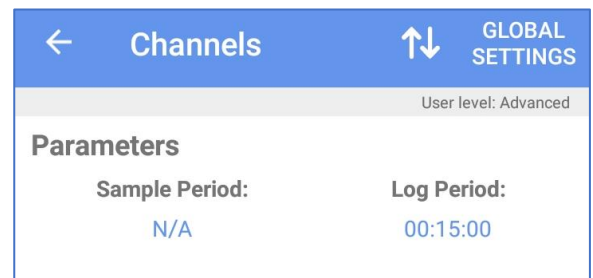 Channels
GLOBAL
SETTINGS
User level: Advanced
Parameters
Sample Period: Log Period:
N/A 00:15:00